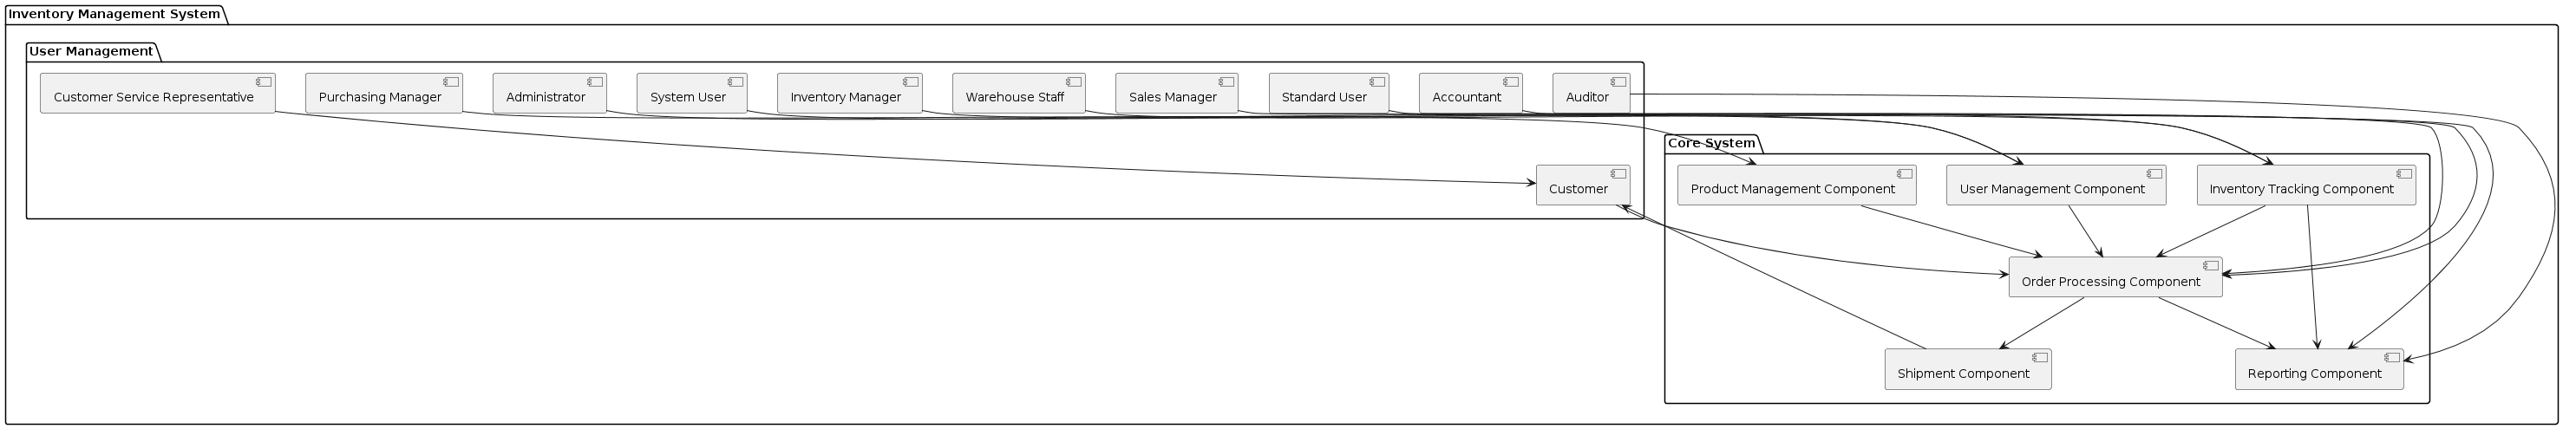 Inventory Management System
User Management
Customer Service Representative
Purchasing Manager
Administrator
System User
Inventory Manager
Warehouse Staff
Sales Manager
Standard User
Accountant
Auditor
Customer
Core System
Product Management Component
User Management Component
Inventory Tracking Component
Order Processing Component
Shipment Component
Reporting Component